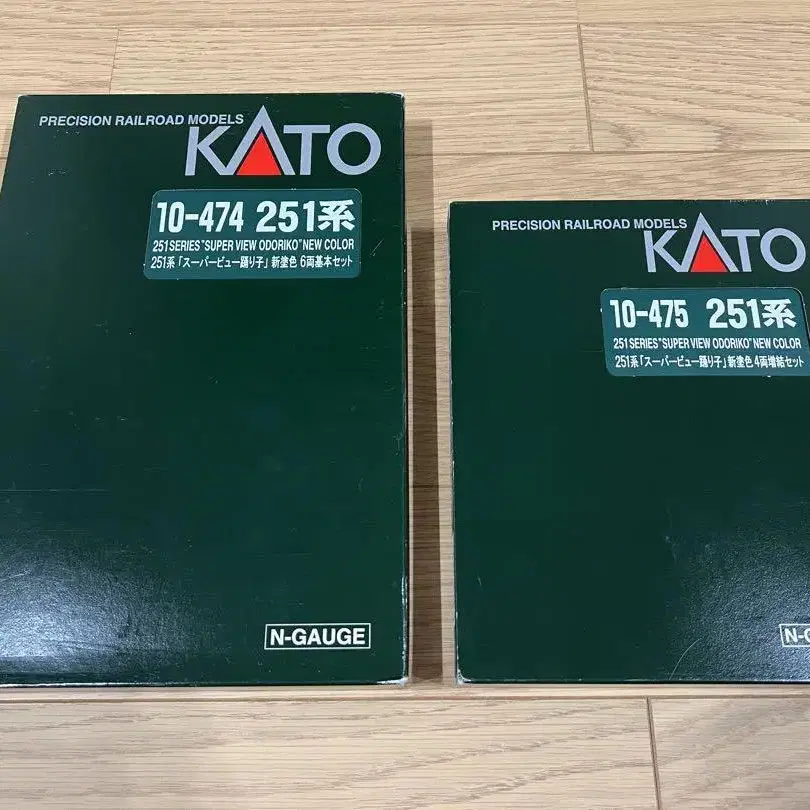 PRECISION RAILROAD MODELS
KATO
10-474 251系
251 SERIES "SUPER VIEW ODORIKO" NEW COLOR
251系「スーパービュー踊り子」新塗色 6両基本セット
N-GAUGE
PRECISION RAILROAD MODELS
KATO
10-475 251系
251 SERIES "SUPER VIEW ODORIKO" NEW COLOR
251系「スーパービュー踊り子」新塗色 4両増結セット